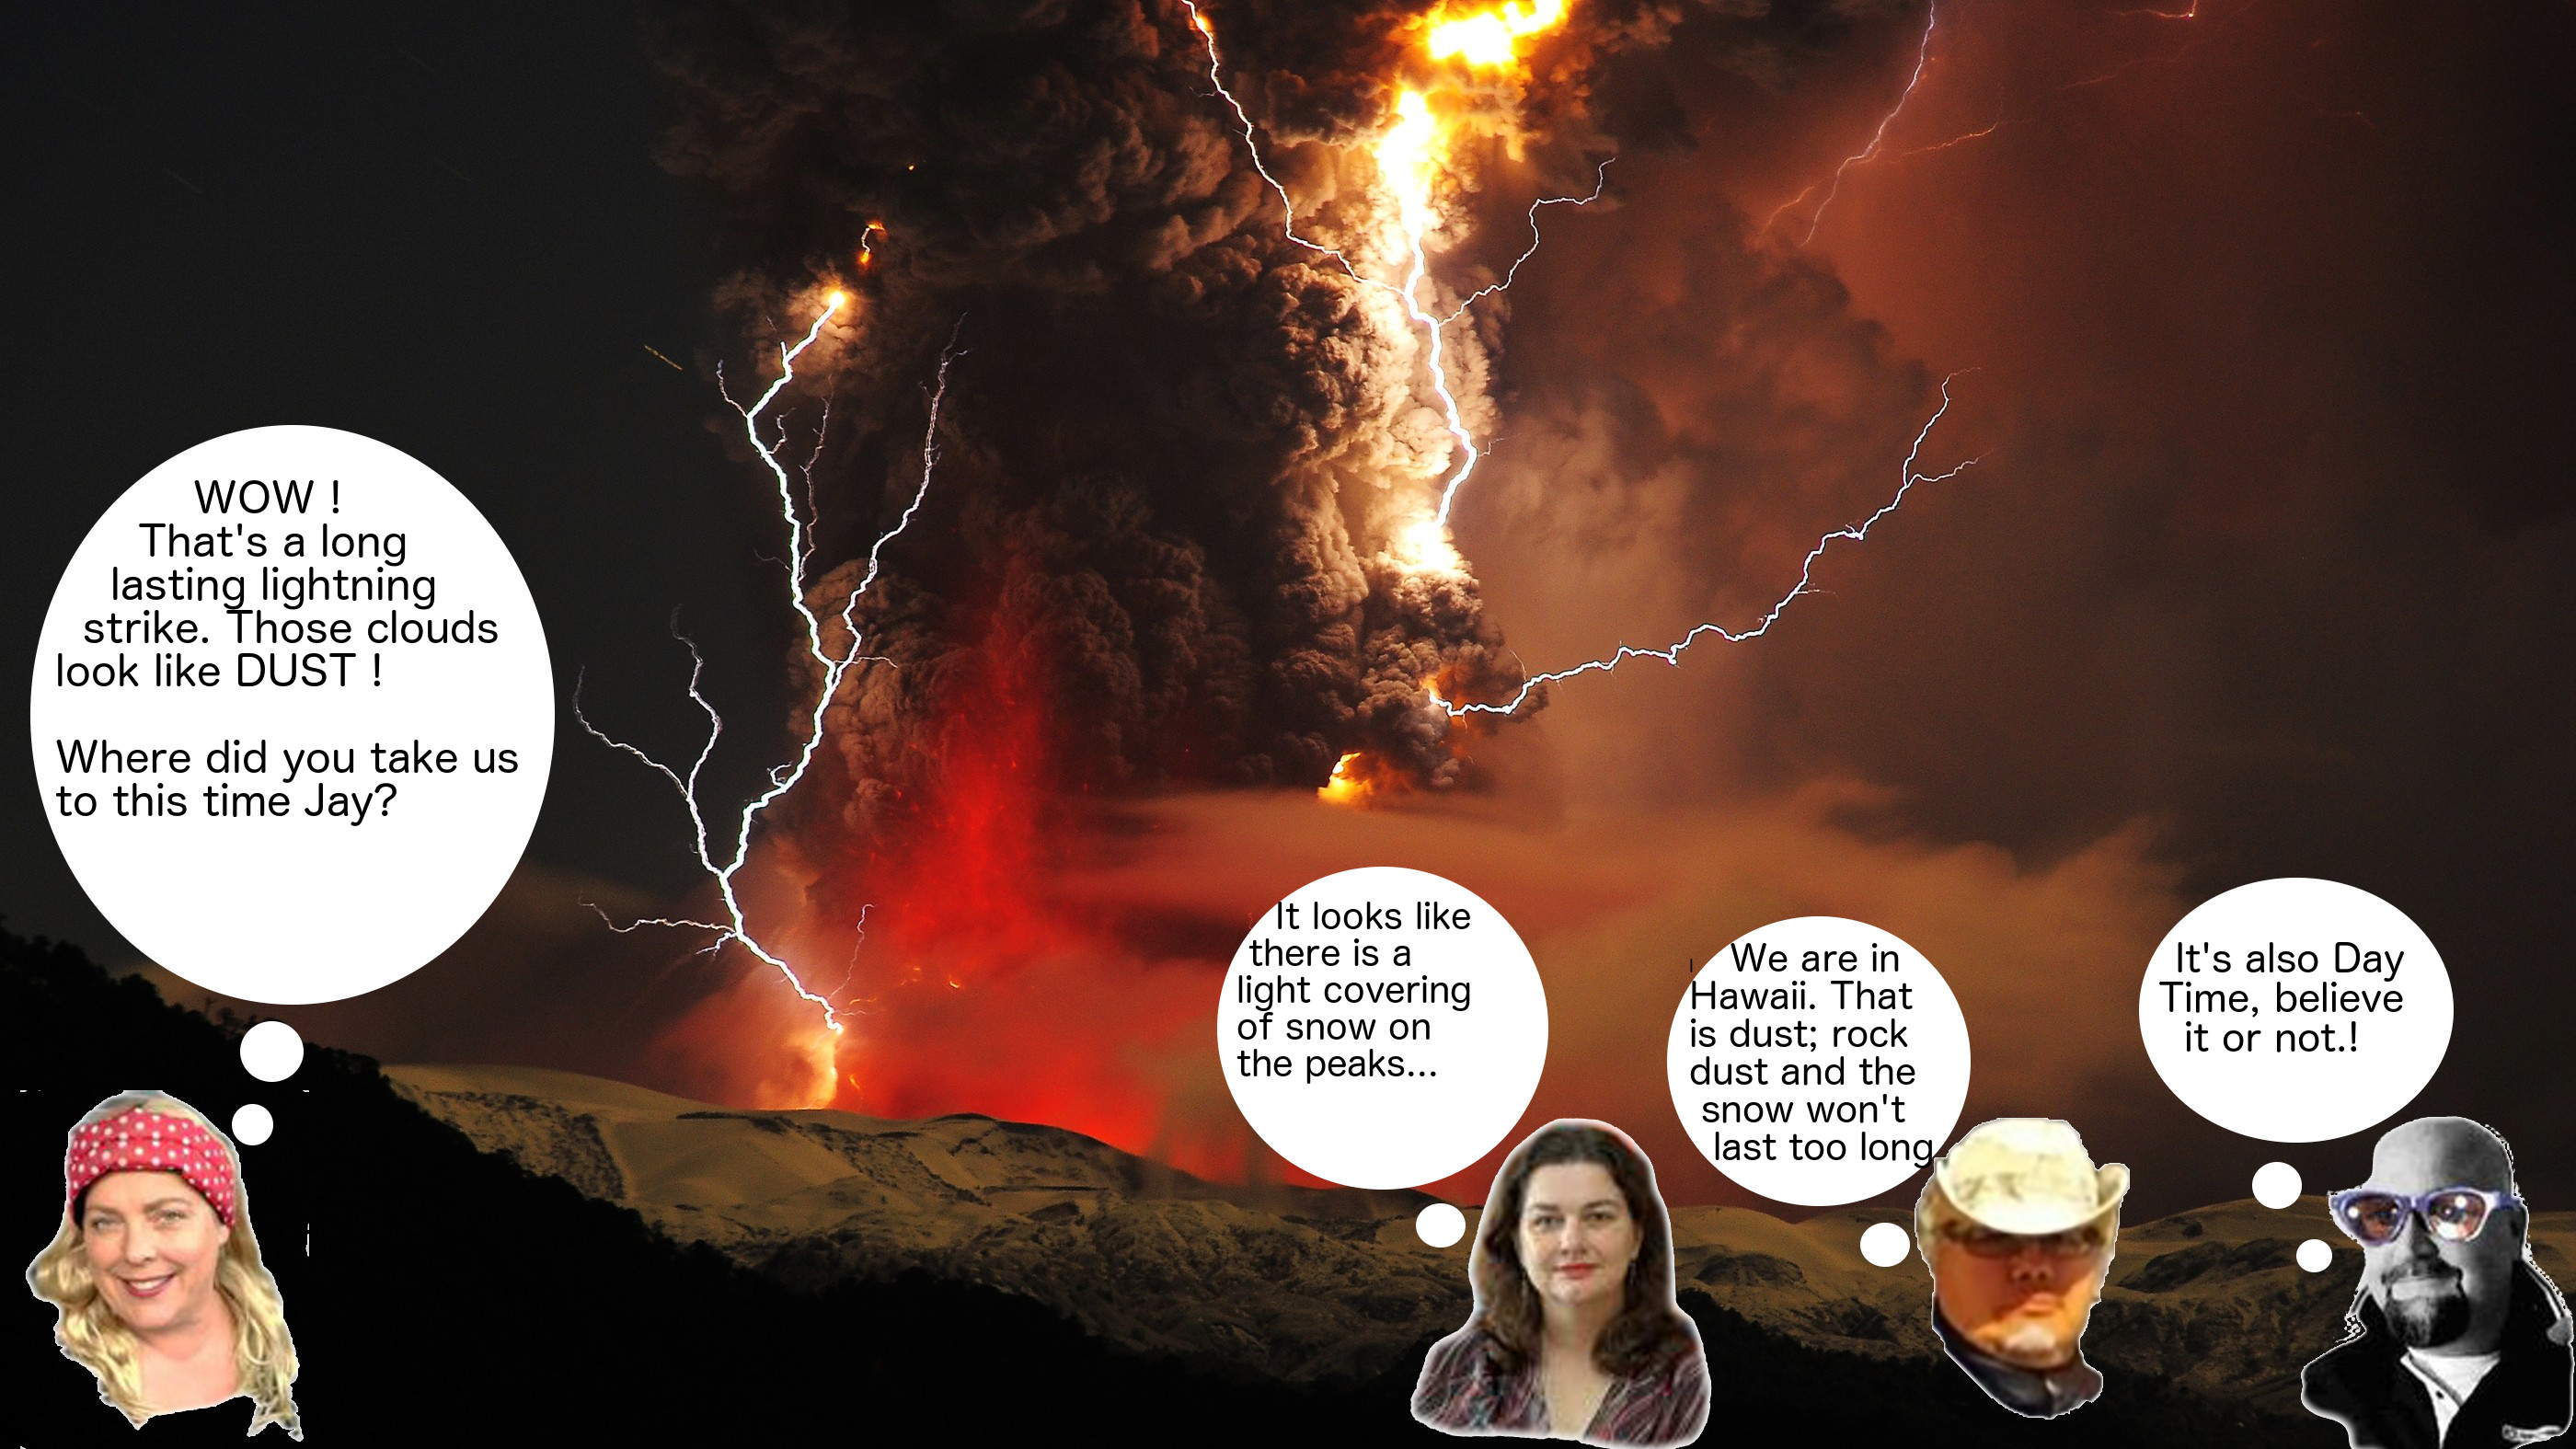 WOW !
That's a long
lasting lightning
strike. Those clouds
look like DUST !
Where did you take us
to this time Jay?
It looks like
there is a
light covering
of snow on
the peaks...
We are in
Hawaii. That
is dust; rock
dust and the
snow won't
last too long
It's also Day
Time, believe
it or not.!